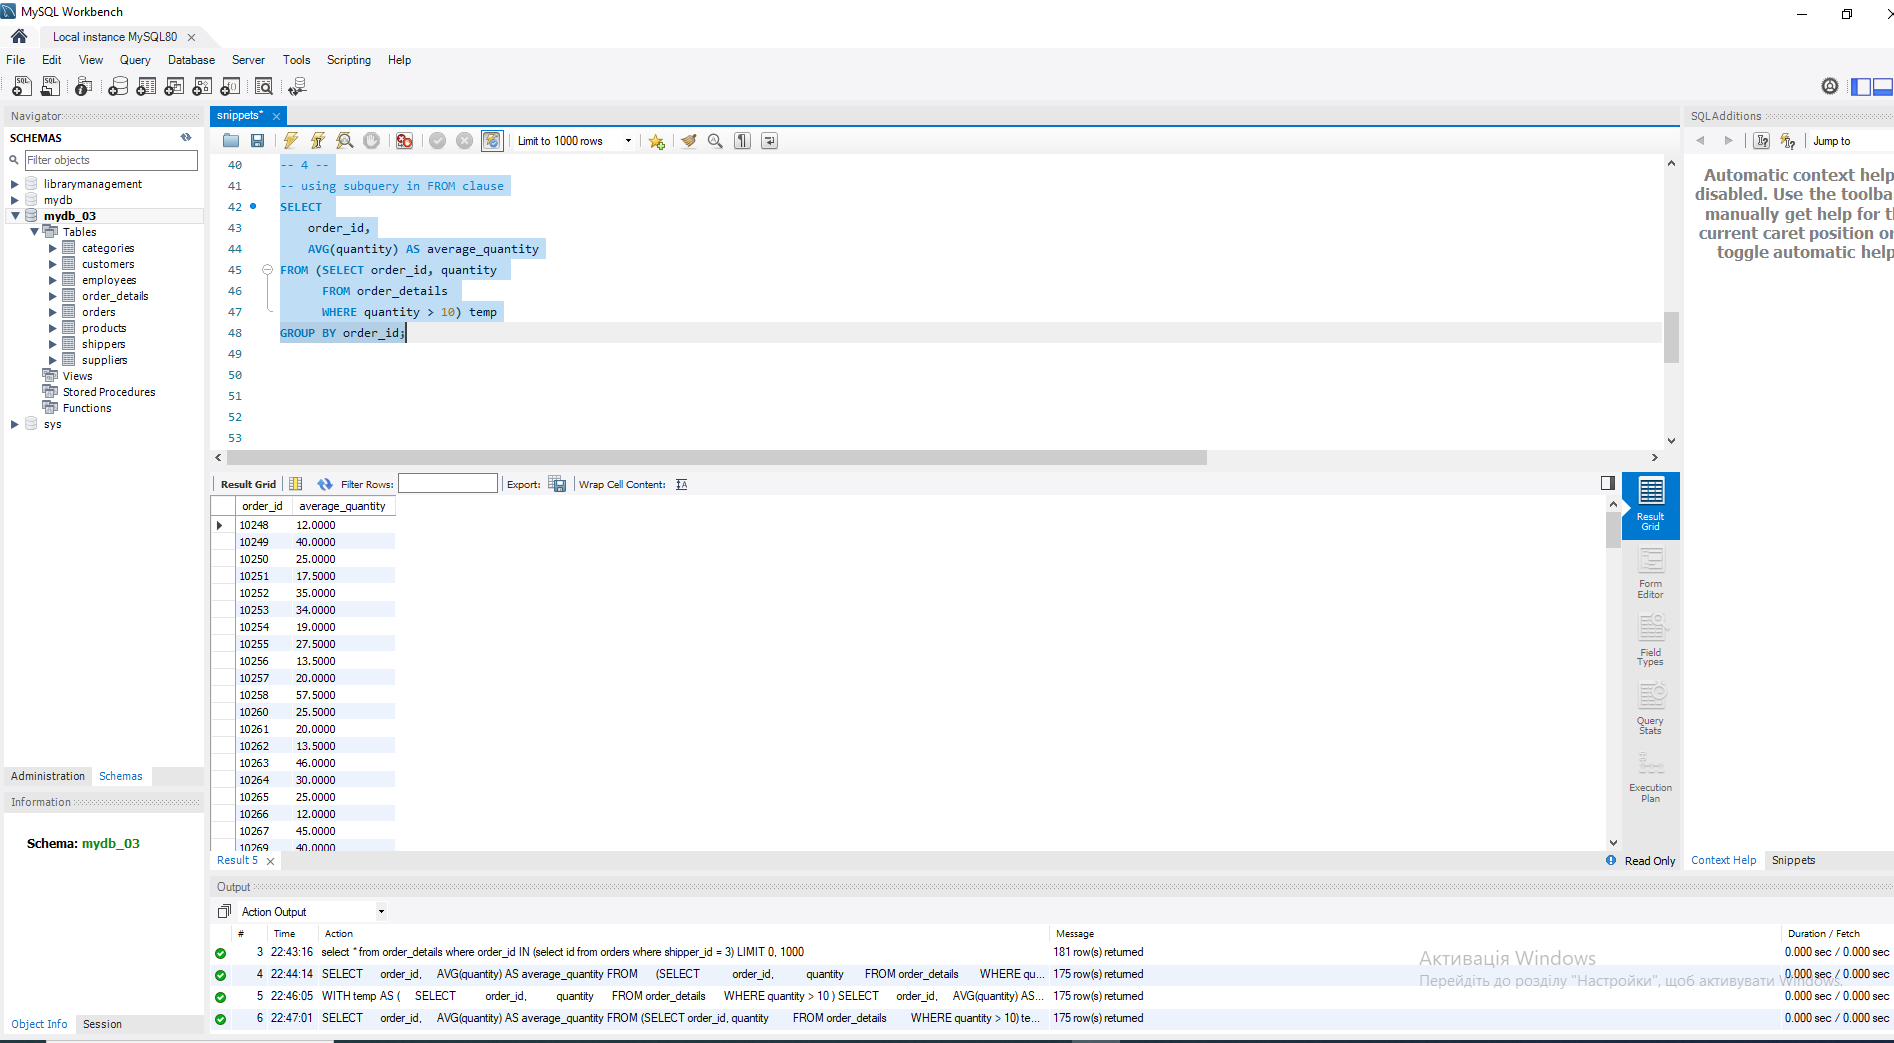 MySQL Workbench
Local instance MySQL80
File Edit View Query Database Server Tools Scripting Help
Navigator
SCHEMAS
Filter objects
librarymanagement
mydb
mydb_03
Tables
categories
customers
employees
order_details
orders
products
shippers
suppliers
Views
Stored Procedures
Functions
sys
Administration Schemas
Information
Schema: mydb_03
Object Info Session
snippets*
Limit to 1000 rows
40 -- 4 --
41 -- using subquery in FROM clause
42 SELECT
43 order_id,
44 AVG(quantity) AS average_quantity
45 FROM (SELECT order_id, quantity
46 FROM order_details
47 WHERE quantity > 10) temp
48 GROUP BY order_id;
49
50
51
52
53
Result Grid Filter Rows: Export: Wrap Cell Content:
order_id average_quantity
10248 12.0000
10249 40.0000
10250 25.0000
10251 17.5000
10252 35.0000
10253 34.0000
10254 19.0000
10255 27.5000
10256 13.5000
10257 20.0000
10258 57.5000
10260 25.5000
10261 20.0000
10262 13.5000
10263 46.0000
10264 30.0000
10265 25.0000
10266 12.0000
10267 45.0000
10269 40.0000
Result Grid
Form Editor
Field Types
Query Stats
Execution Plan
Result 5
Read Only
SQLAdditions
Jump to
Automatic context help
disabled. Use the toolba
manually get help for t
current caret position or
toggle automatic help
Context Help Snippets
Output
Action Output
# Time Action Message Duration / Fetch
3 22:43:16 select * from order_details where order_id IN (select id from orders where shipper_id = 3) LIMIT 0, 1000 181 row(s) returned 0.000 sec / 0.000 sec
4 22:44:14 SELECT order_id, AVG(quantity) AS average_quantity FROM (SELECT order_id, quantity FROM order_details WHERE qu... 175 row(s) returned 0.000 sec / 0.000 sec
5 22:46:05 WITH temp AS ( SELECT order_id, quantity FROM order_details WHERE quantity > 10 ) SELECT order_id, AVG(quantity) AS... 175 row(s) returned 0.000 sec / 0.000 sec
6 22:47:01 SELECT order_id, AVG(quantity) AS average_quantity FROM (SELECT order_id, quantity FROM order_details WHERE quantity > 10) te... 175 row(s) returned 0.000 sec / 0.000 sec
Активація Windows
Перейдіть до розділу "Настройки", щоб активувати Windows.